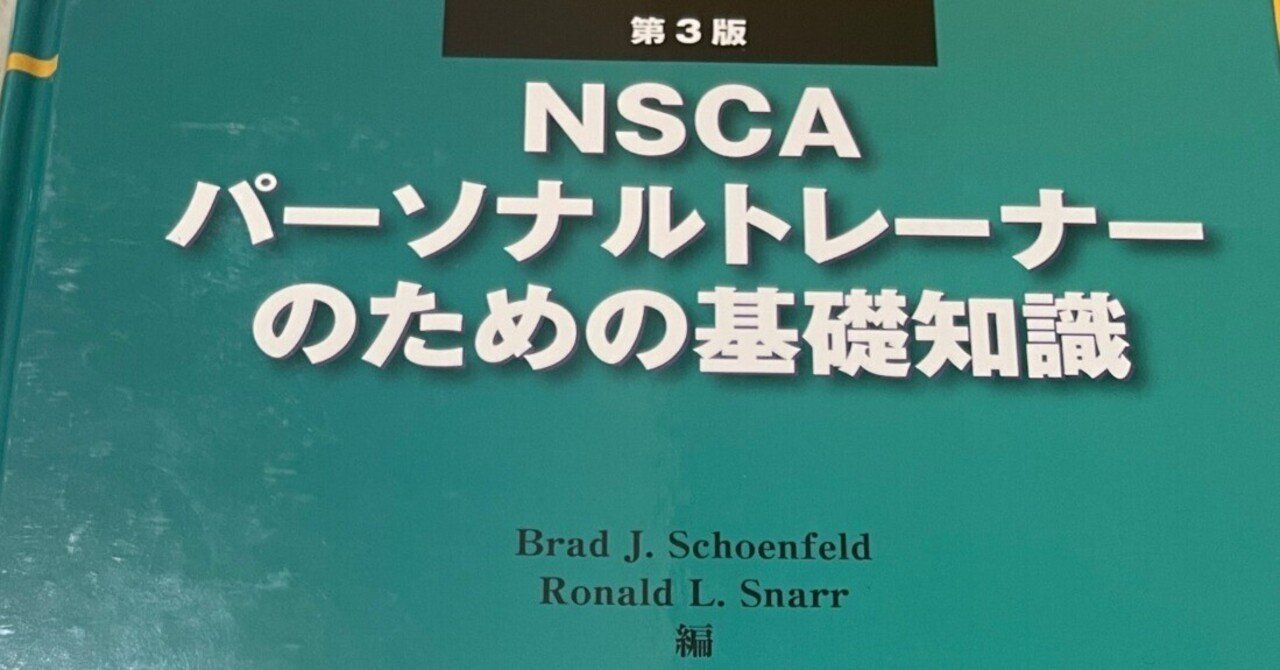 第3版
NSCA
パーソナルトレーナー
のための基礎知識
Brad J. Schoenfeld
Ronald L. Snarr
編